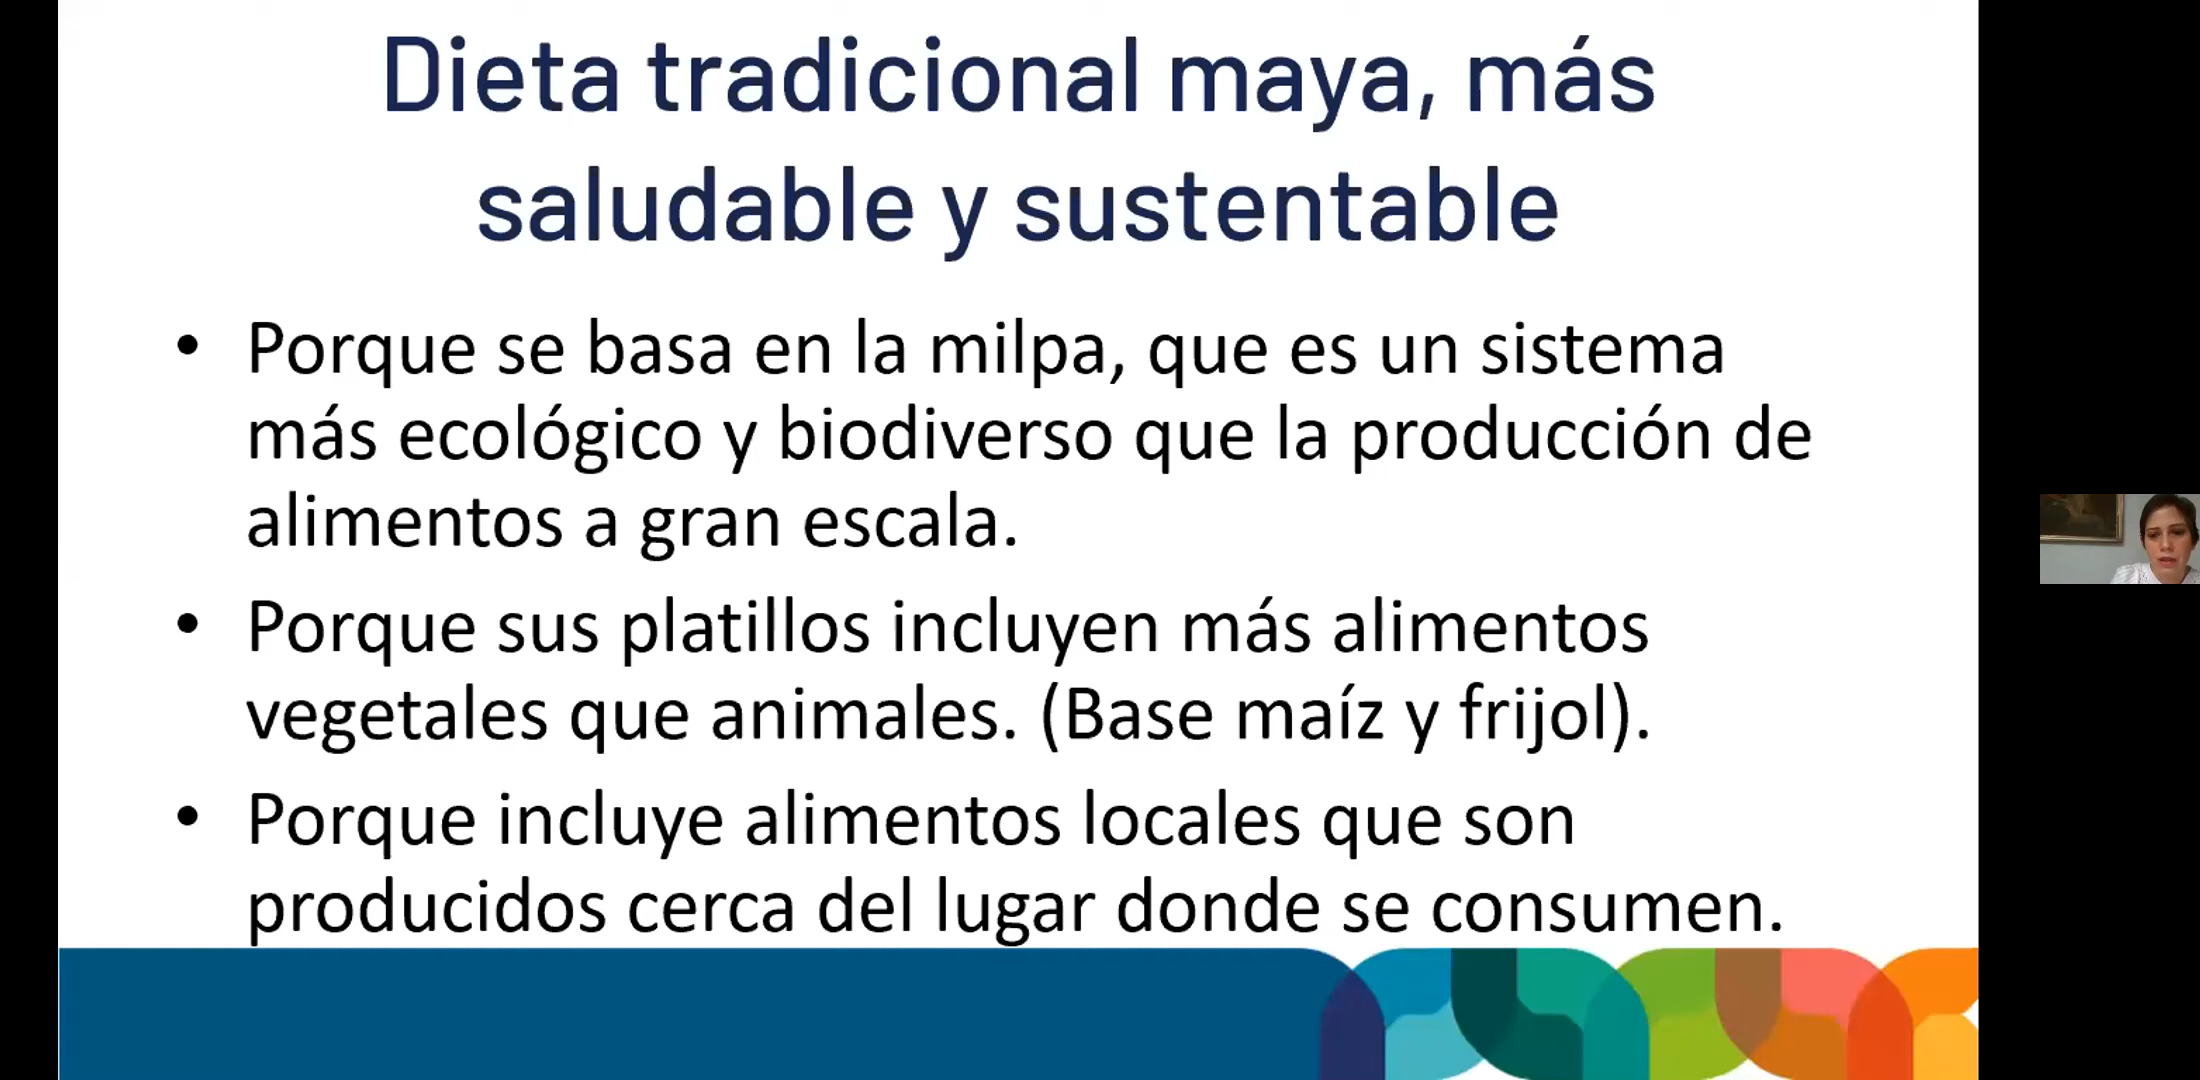 Dieta tradicional maya, más
saludable y sustentable
• Porque se basa en la milpa, que es un sistema
más ecológico y biodiverso que la producción de
alimentos a gran escala.
• Porque sus platillos incluyen más alimentos
vegetales que animales. (Base maíz y frijol).
• Porque incluye alimentos locales que son
producidos cerca del lugar donde se consumen.